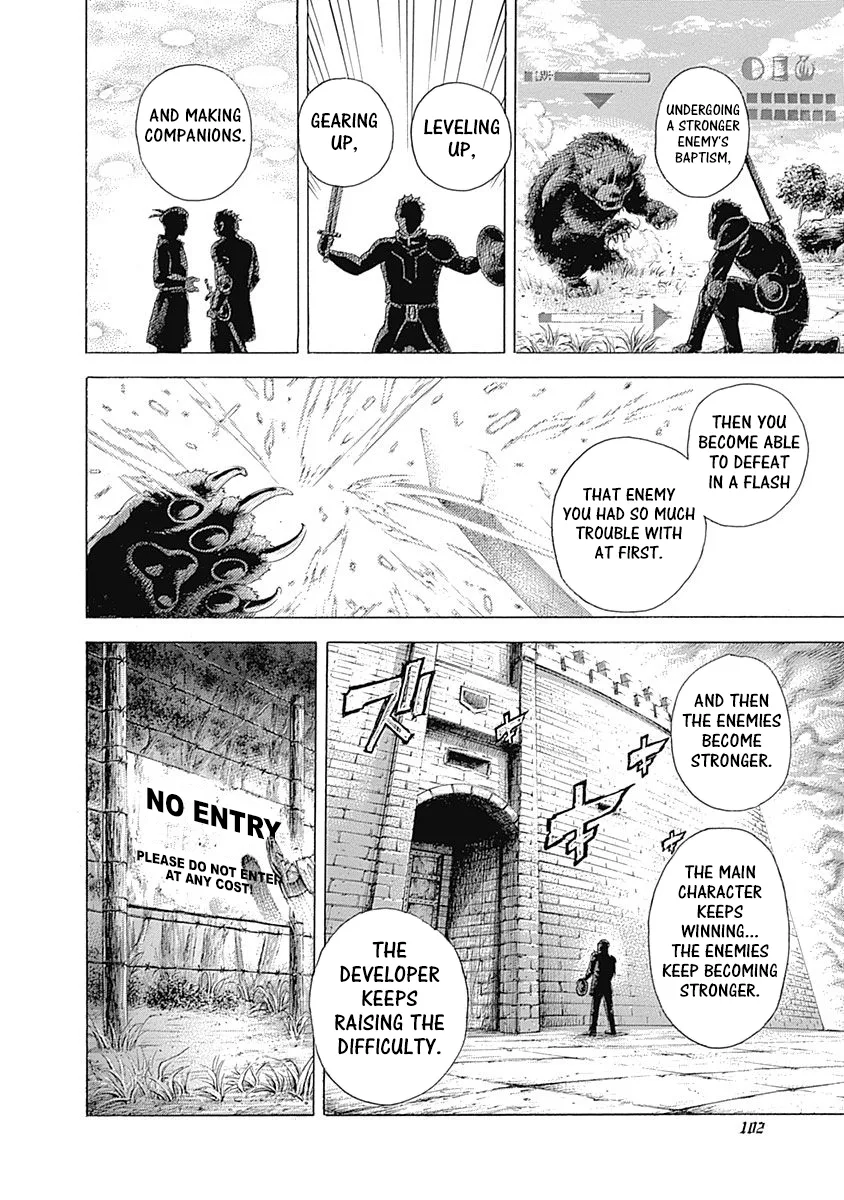 UNDERGOING
A STRONGER
ENEMY'S
BAPTISM,
LEVELING
UP,
GEARING
UP,
AND MAKING
COMPANIONS.
THEN YOU
BECOME ABLE
TO DEFEAT
IN A FLASH
THAT ENEMY
YOU HAD SO MUCH
TROUBLE WITH
AT FIRST.
AND THEN
THE ENEMIES
BECOME
STRONGER.
THE MAIN
CHARACTER
KEEPS
WINNING...
THE ENEMIES
KEEP BECOMING
STRONGER.
THE
DEVELOPER
KEEPS
RAISING THE
DIFFICULTY.
NO ENTRY
PLEASE DO NOT ENTER
AT ANY COST!
102